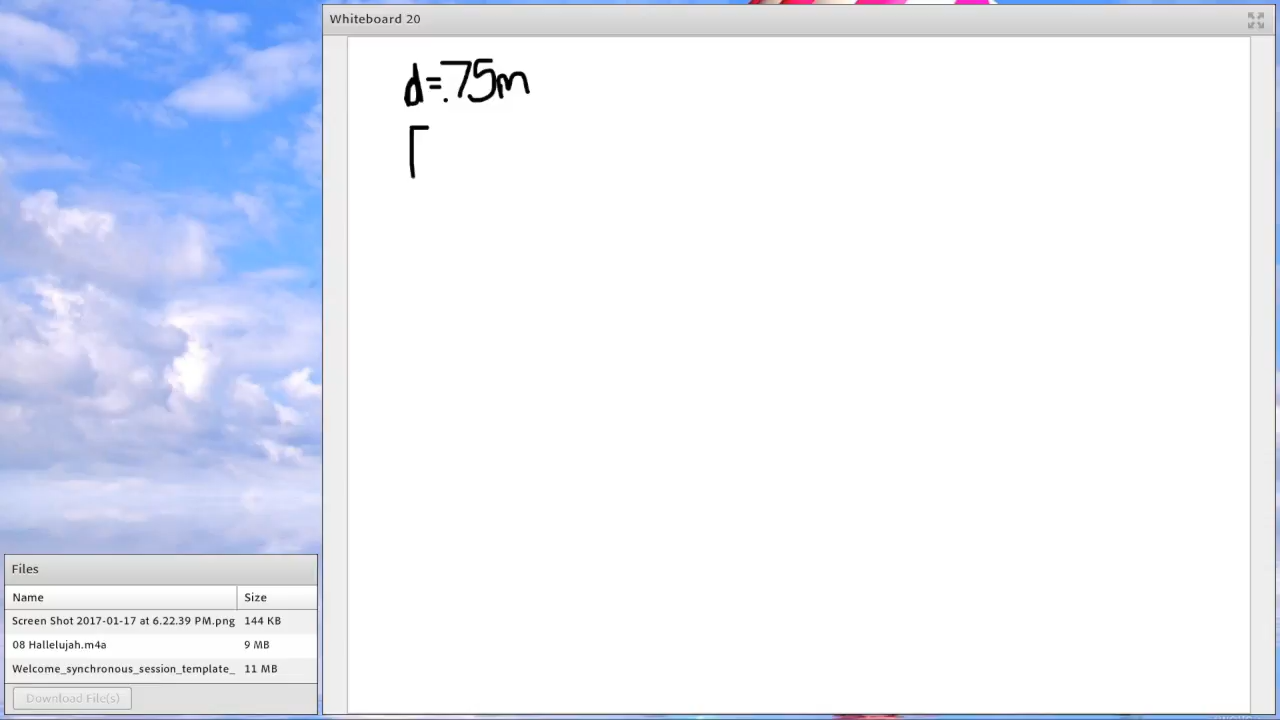 Whiteboard 20
d=.75m
Files
Name Size
Screen Shot 2017-01-17 at 6.22.39 PM.png 144 KB
08 Hallelujah.m4a 9 MB
Welcome_synchronous_session_template_ 11 MB
Download File(s)